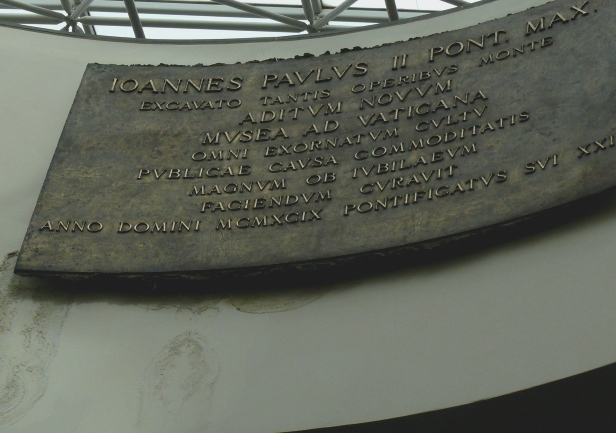 IOANNES PAVLVS II PONT. MAX.
EXCAVATO TANTIS OPERIBVS MONTE
ADITVM NOVVM
MVSEA AD VATICANA
OMNI EXORNATVM CVLTV
PVBLICAE CAVSA COMMODITATIS
MAGNVM OB IVBILAEVM
FACIENDVM CVRAVIT
ANNO DOMINI MCMXCIX PONTIFICATVS SVI XXI